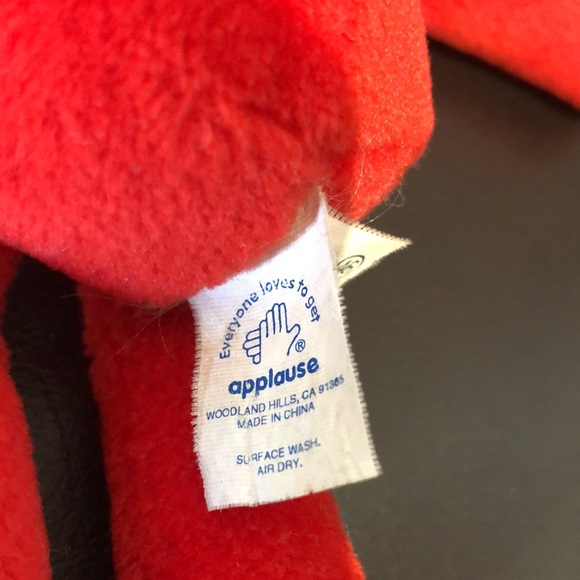 Everyone loves to get
®
applause
WOODLAND HILLS, CA 91365
MADE IN CHINA
SURFACE WASH.
AIR DRY.